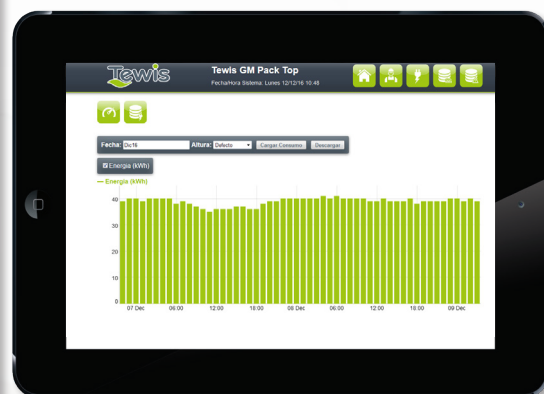 Tewis
Tewis GM Pack Top
Fecha/Hora Sistema: Lunes 12/12/16 10:48
Fecha: Dic16 Altura: Defecto Cargar Consumo Descargar
Energía (kWh)
Energía (kWh)
40
30
20
10
0
07 Dec 06:00 12:00 18:00 08 Dec 06:00 12:00 18:00 09 Dec